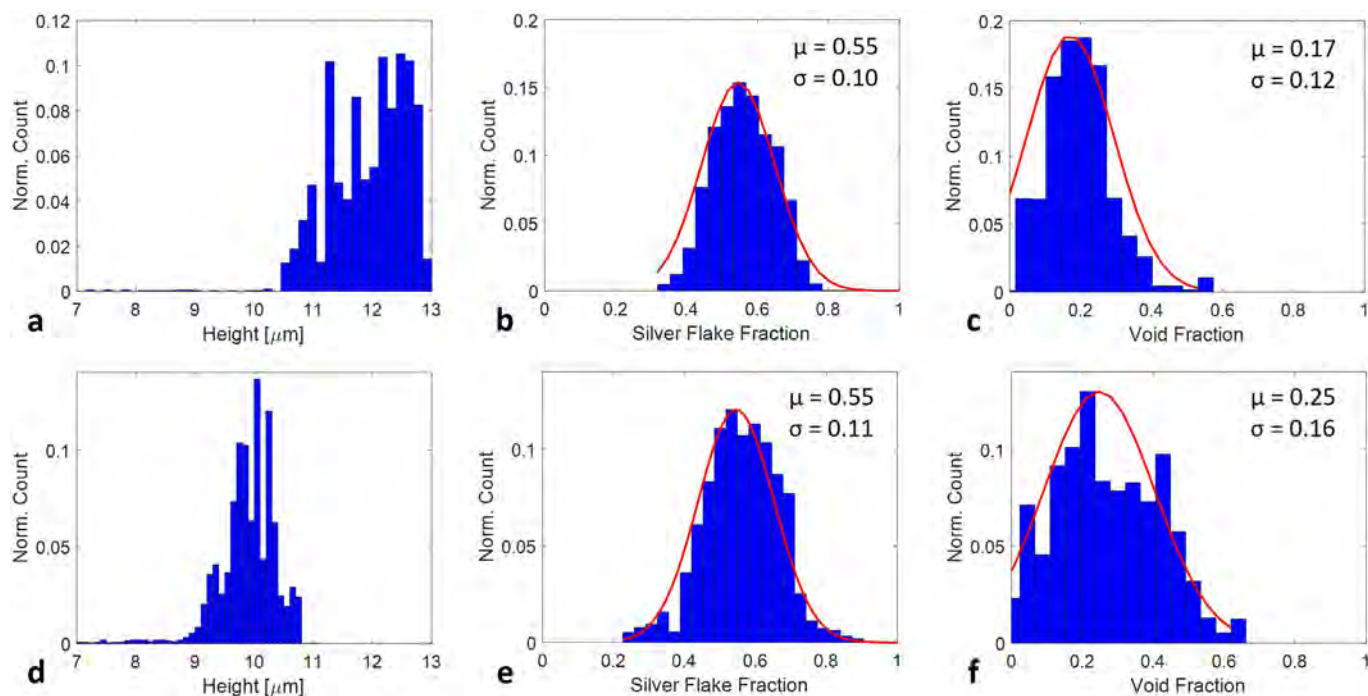 0.12
0.1
0.08
0.06
0.04
0.02
0
Norm. Count
7 8 9 10 11 12 13
Height [μm]
a
0.2
0.15
0.1
0.05
0
Norm. Count
μ = 0.55
σ = 0.10
0 0.2 0.4 0.6 0.8 1
Silver Flake Fraction
b
0.2
0.15
0.1
0.05
0
Norm. Count
μ = 0.17
σ = 0.12
0 0.2 0.4 0.6 0.8 1
Void Fraction
c
0.1
0.05
0
Norm. Count
7 8 9 10 11 12 13
Height [μm]
d
0.1
0.05
0
Norm. Count
μ = 0.55
σ = 0.11
0 0.2 0.4 0.6 0.8 1
Silver Flake Fraction
e
0.1
0.05
0
Norm. Count
μ = 0.25
σ = 0.16
0 0.2 0.4 0.6 0.8 1
Void Fraction
f